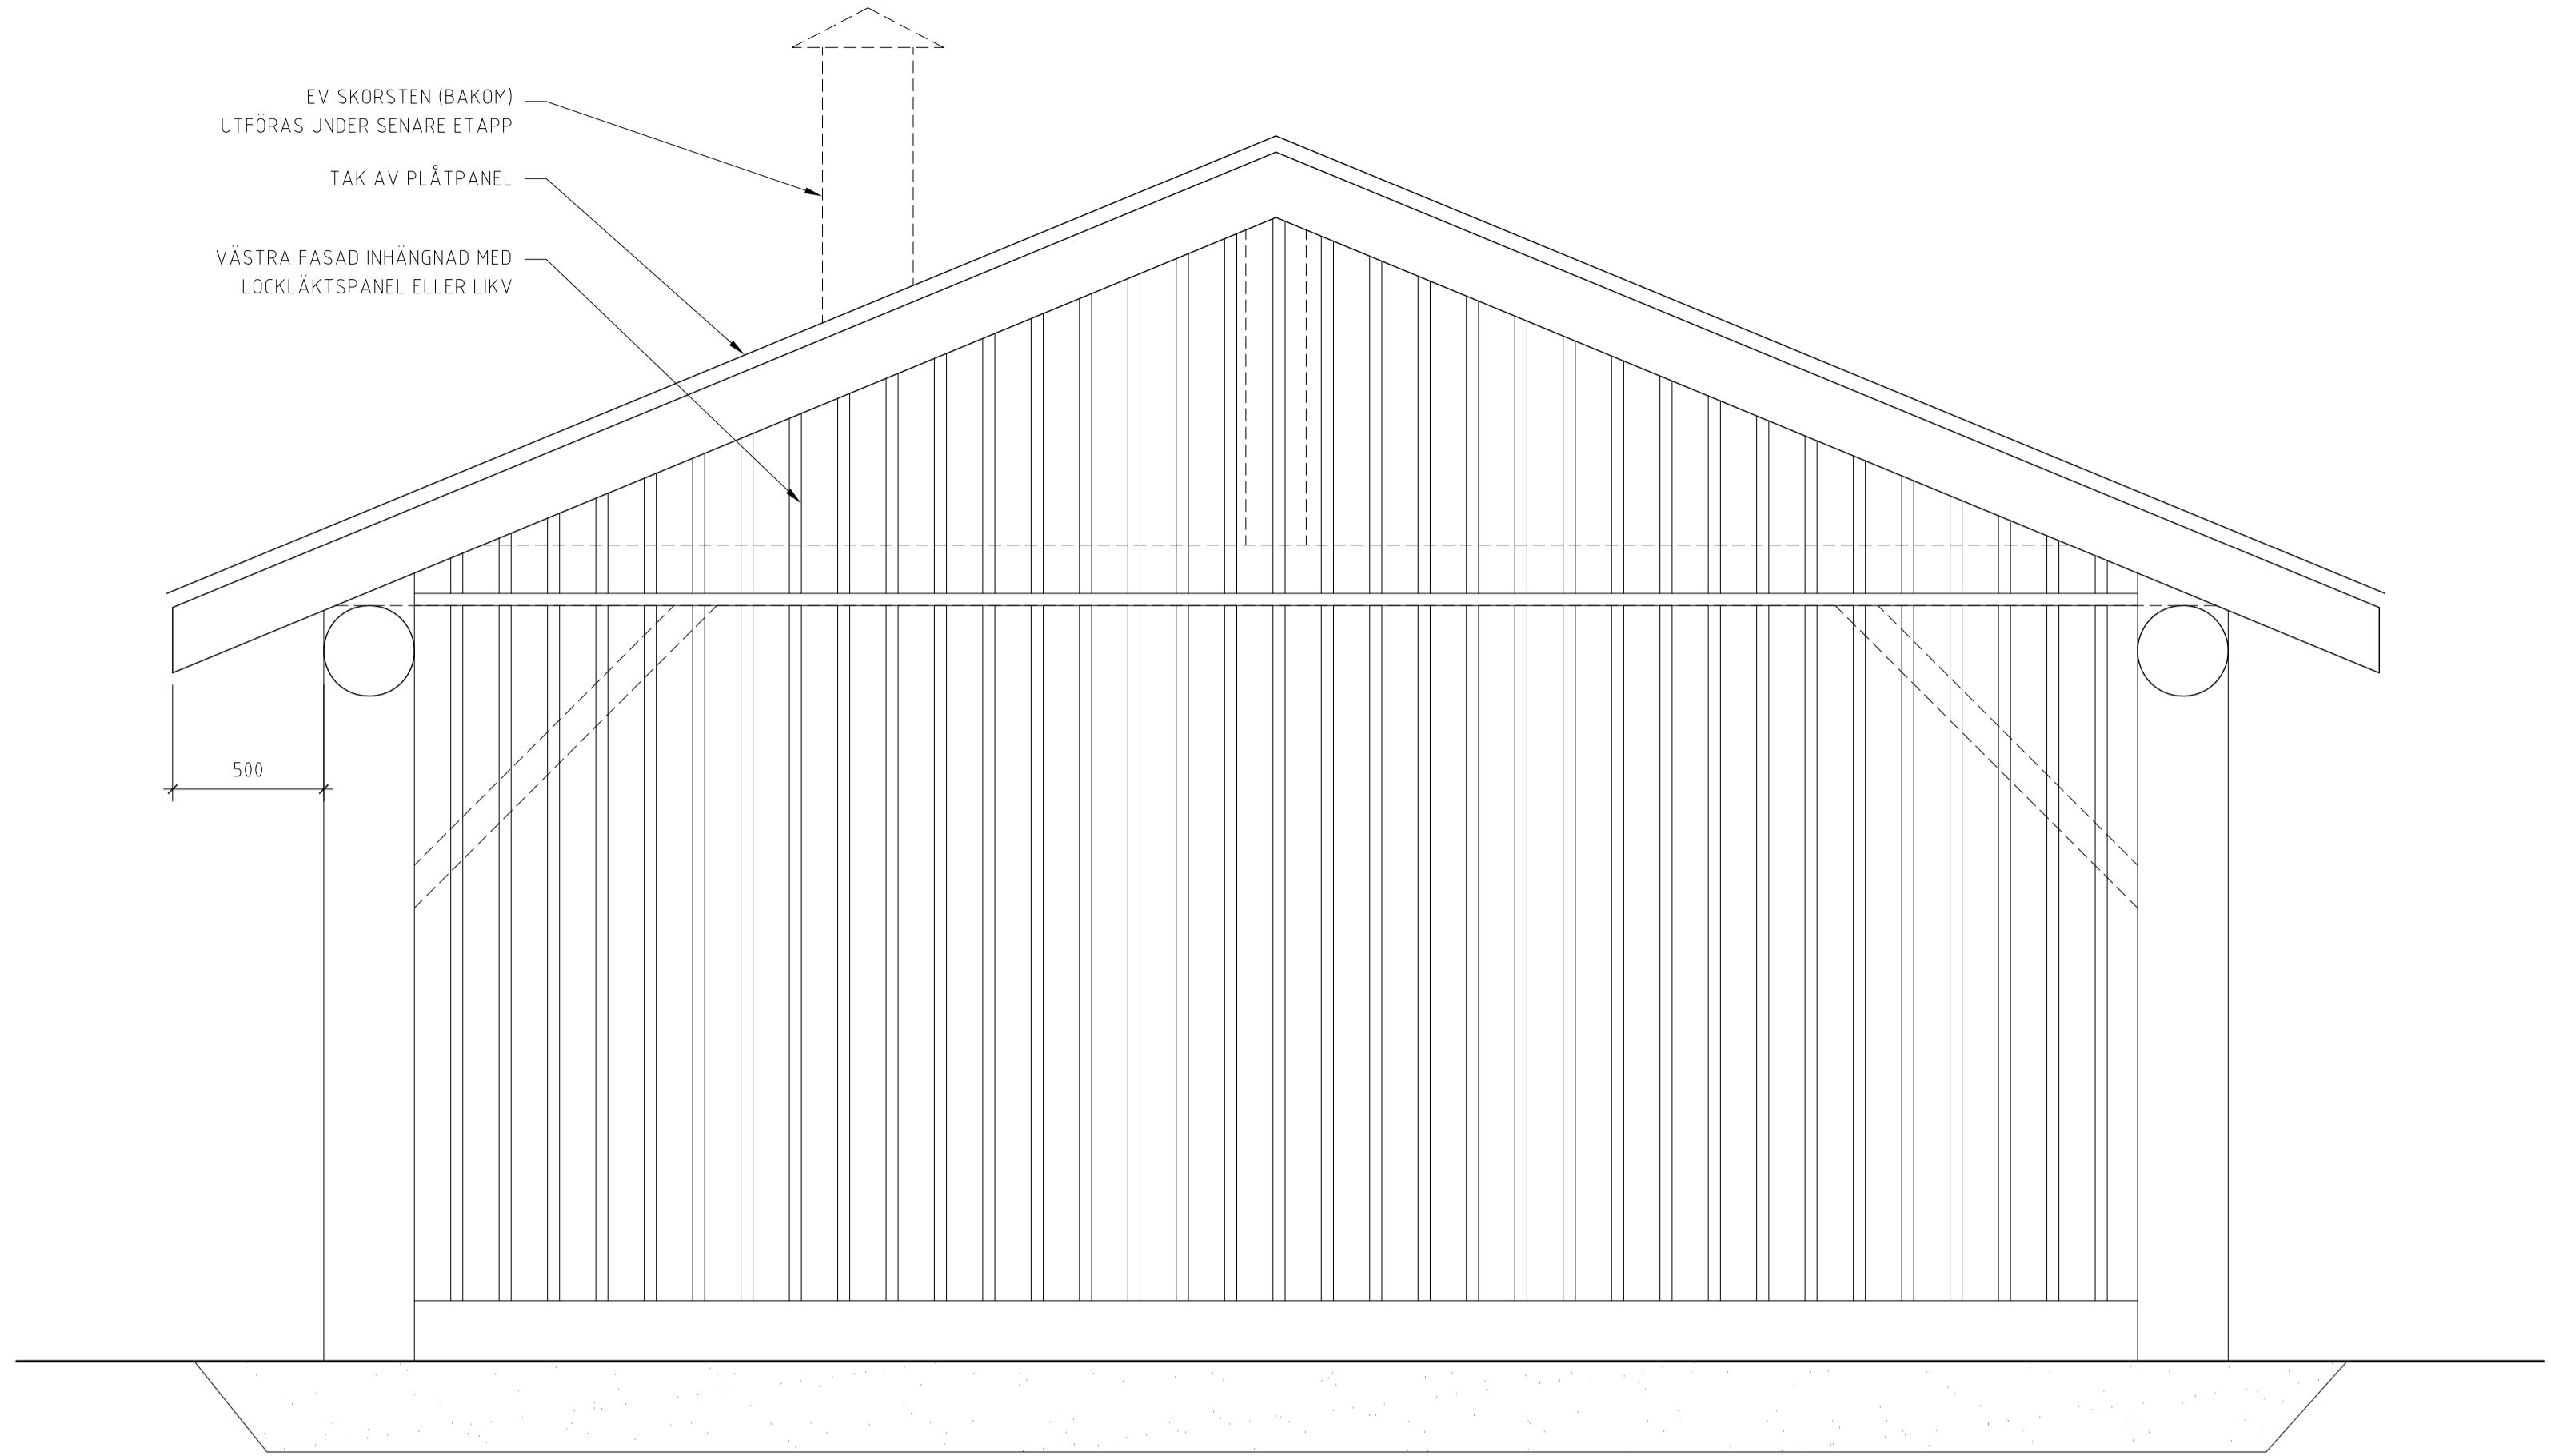 EV SKORSTEN (BAKOM)
UTFÖRAS UNDER SENARE ETAPP
TAK AV PLÅTPANEL
VÄSTRA FASAD INHÄNGNAD MED
LOCKLÄKTSPANEL ELLER LIKV
500